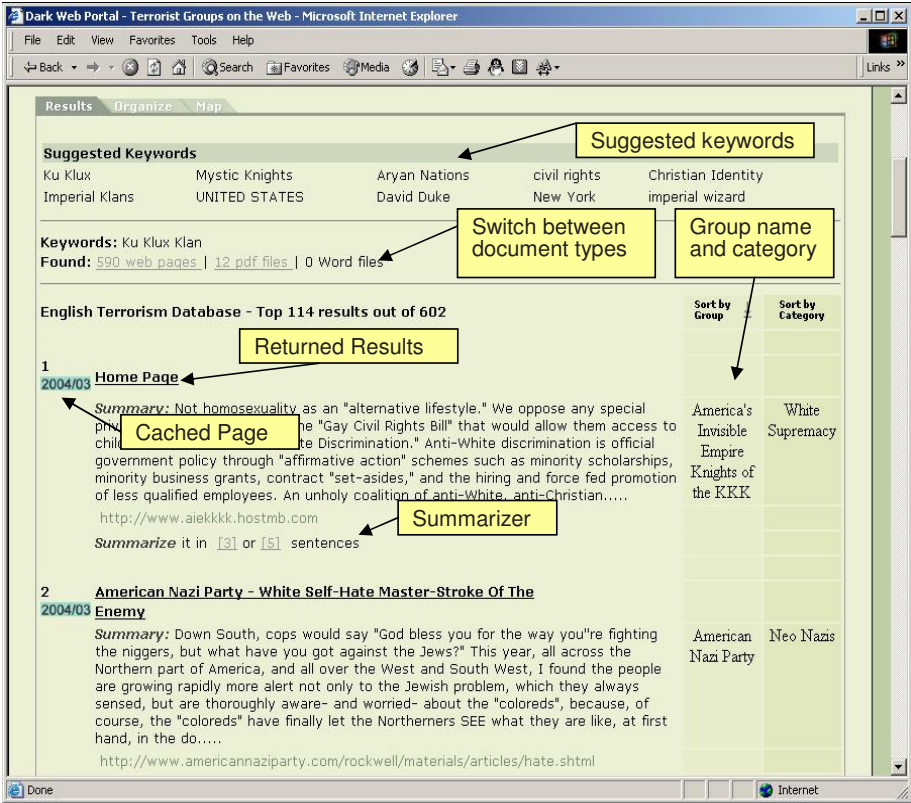 Dark Web Portal - Terrorist Groups on the Web - Microsoft Internet Explorer
File Edit View Favorites Tools Help
Back Search Favorites Media Links »
Results Organize Map
Suggested keywords
Suggested Keywords
Ku Klux Mystic Knights Aryan Nations civil rights Christian Identity
Imperial Klans UNITED STATES David Duke New York imperial wizard
Switch between
document types
Group name
and category
Keywords: Ku Klux Klan
Found: 590 web pages | 12 pdf files | 0 Word files
English Terrorism Database - Top 114 results out of 602
Sort by
Group
Sort by
Category
Returned Results
1
2004/03 Home Page
Cached Page
Summary: Not homosexuality as an "alternative lifestyle." We oppose any special
the "Gay Civil Rights Bill" that would allow them access to
Discrimination." Anti-White discrimination is official
government policy through "affirmative action" schemes such as minority scholarships,
minority business grants, contract "set-asides," and the hiring and force fed promotion
of less qualified employees. An unholy coalition of anti-White, anti-Christian.....
America's
Invisible
Empire
Knights of
the KKK
White
Supremacy
http://www.aiekkkk.hostmb.com
Summarizer
Summarize it in [3] or [5] sentences
2 American Nazi Party - White Self-Hate Master-Stroke Of The
2004/03 Enemy
Summary: Down South, cops would say "God bless you for the way you"re fighting
the niggers, but what have you got against the Jews?" This year, all across the
Northern part of America, and all over the West and South West, I found the people
are growing rapidly more alert not only to the Jewish problem, which they always
sensed, but are thoroughly aware- and worried- about the "coloreds", because, of
course, the "coloreds" have finally let the Northerners SEE what they are like, at first
hand, in the do.....
American
Nazi Party
Neo Nazis
http://www.americannaziparty.com/rockwell/materials/articles/hate.shtml
Done Internet